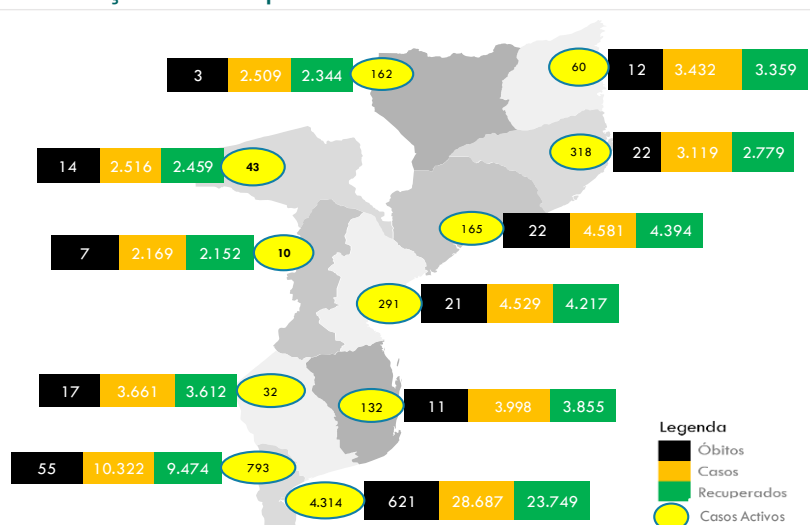 3 2.509 2.344 162
60 12 3.432 3.359
14 2.516 2.459 43
318 22 3.119 2.779
165 22 4.581 4.394
7 2.169 2.152 10
291 21 4.529 4.217
17 3.661 3.612 32
132 11 3.998 3.855
55 10.322 9.474 793
4.314 621 28.687 23.749
Legenda
Óbitos
Casos
Recuperados
Casos Activos